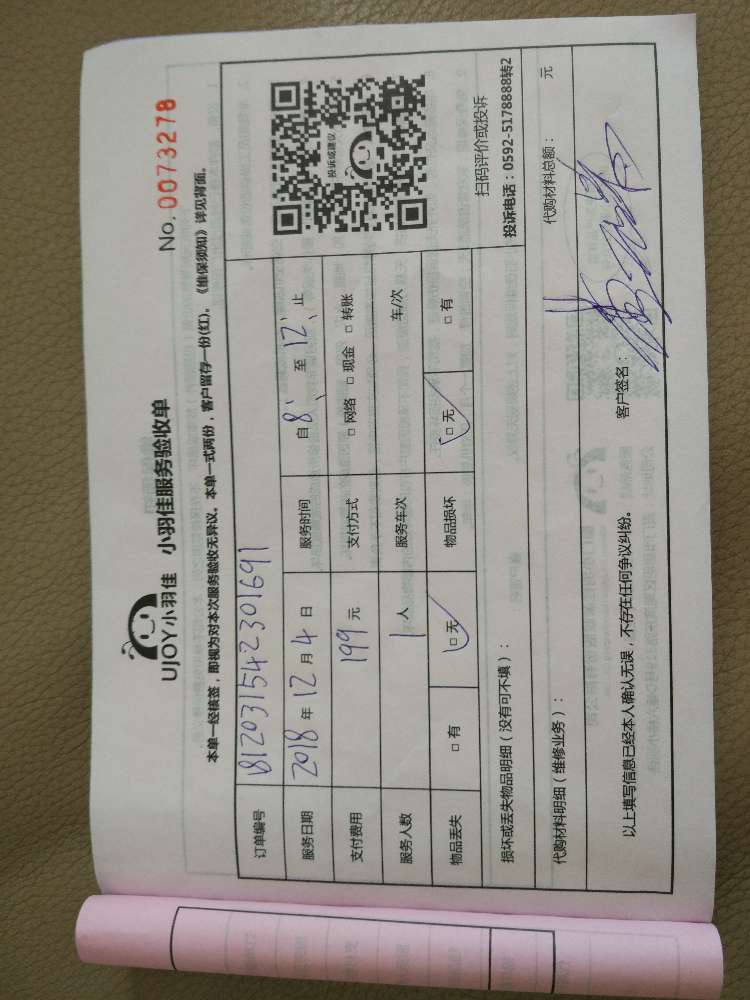 UJOY小羽佳 小羽佳服务验收单
No. 0073278
本单一经核签，即视为对本次服务验收无异议。本单一式两份，客户留存一份(红)。《维保须知》详见背面。
订单编号 1812031542301691
服务日期 2018 年 12 月 4 日 服务时间 自 8: 至 12: 止
支付费用 199 元 支付方式 □ 网络 □ 现金 □ 转账
服务人数 1 人 服务车次 车/次
物品丢失 □ 有 □ 无 物品损坏 □ 无 □ 有
投诉或建议
扫码评价或投诉
投诉电话：0592-5178888转2
损坏或丢失物品明细（没有可不填）：
代购材料明细（维修业务）： 代购材料总额： 元
以上填写信息已经本人确认无误，不存在任何争议纠纷。 客户签名：